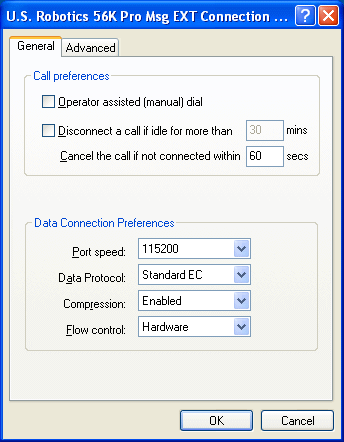 U.S. Robotics 56K Pro Msg EXT Connection ...
General Advanced
Call preferences
Operator assisted (manual) dial
Disconnect a call if idle for more than 30 mins
Cancel the call if not connected within 60 secs
Data Connection Preferences
Port speed: 115200
Data Protocol: Standard EC
Compression: Enabled
Flow control: Hardware
OK Cancel